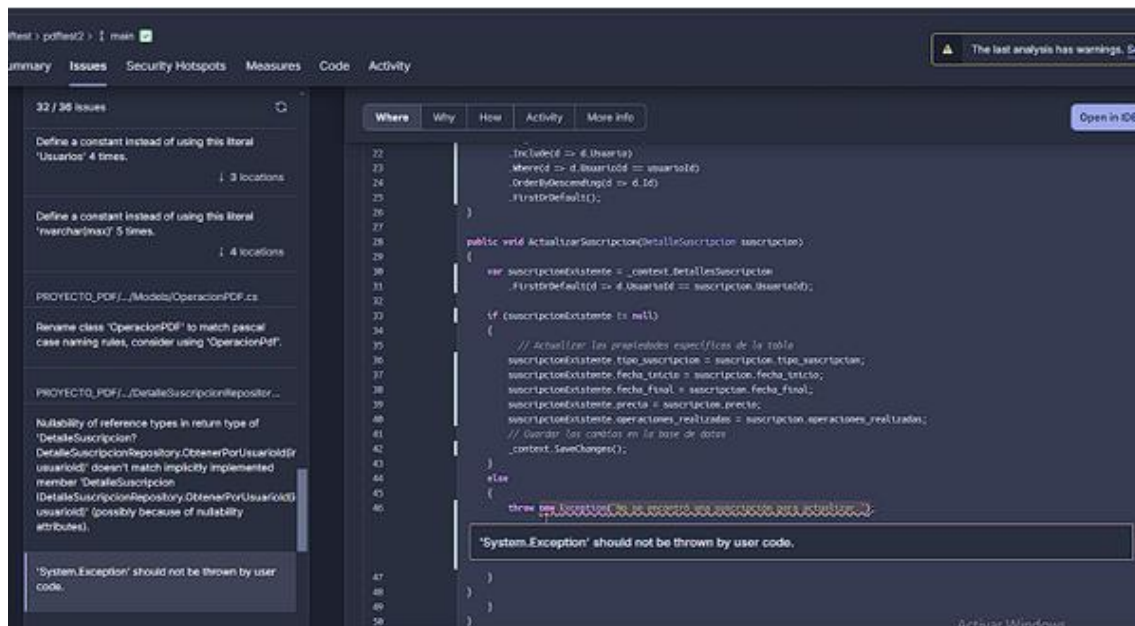 pdftest2 > main
Summary Issues Security Hotspots Measures Code Activity
The last analysis has warnings.
32 / 36 issues
Define a constant instead of using this literal
'Usuarios' 4 times.
3 locations
Define a constant instead of using this literal
'nvarchar(max)' 5 times.
4 locations
PROYECTO_PDF/.../Models/OperacionPDF.cs
Rename class 'OperacionPDF' to match pascal
case naming rules, consider using 'OperacionPdf'.
PROYECTO_PDF/.../DetalleSuscripcionRepositor...
Nullability of reference types in return type of
'DetalleSuscripcion?
DetalleSuscripcionRepository.ObtenerPorUsuarioId(ir
usuarioId)' doesn't match implicitly implemented
member 'DetalleSuscripcion
IDetalleSuscripcionRepository.ObtenerPorUsuarioId(i
usuarioId)' (possibly because of nullability
attributes).
'System.Exception' should not be thrown by user
code.
Where Why How Activity More info
Open in IDE
22 .Include(d => d.Usuario)
23 .Where(d => d.UsuarioId == usuarioId)
24 .OrderByDescending(d => d.Id)
25 .FirstOrDefault();
26 }
27
28 public void ActualizarSuscripcion(DetalleSuscripcion suscripcion)
29 {
30 var suscripcionExistente = _context.DetallesSuscripcion
31 .FirstOrDefault(d => d.UsuarioId == suscripcion.UsuarioId);
32
33 if (suscripcionExistente != null)
34 {
35 // Actualizar las propiedades específicas de la tabla
36 suscripcionExistente.tipo_suscripcion = suscripcion.tipo_suscripcion;
37 suscripcionExistente.fecha_inicio = suscripcion.fecha_inicio;
38 suscripcionExistente.fecha_final = suscripcion.fecha_final;
39 suscripcionExistente.precio = suscripcion.precio;
40 suscripcionExistente.operaciones_realizadas = suscripcion.operaciones_realizadas;
41 // Guardar los cambios en la base de datos
42 _context.SaveChanges();
43 }
44 else
45 {
46 throw new Exception("No se encontró una suscripción para actualizar.");
'System.Exception' should not be thrown by user code.
47 }
48 }
49 }
50 }
Activar Windows